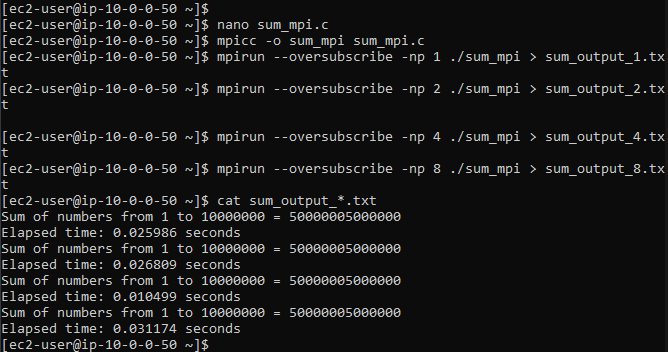 [ec2-user@ip-10-0-0-50 ~]$
[ec2-user@ip-10-0-0-50 ~]$ nano sum_mpi.c
[ec2-user@ip-10-0-0-50 ~]$ mpicc -o sum_mpi sum_mpi.c
[ec2-user@ip-10-0-0-50 ~]$ mpirun --oversubscribe -np 1 ./sum_mpi > sum_output_1.tx
t
[ec2-user@ip-10-0-0-50 ~]$ mpirun --oversubscribe -np 2 ./sum_mpi > sum_output_2.tx
t
[ec2-user@ip-10-0-0-50 ~]$ mpirun --oversubscribe -np 4 ./sum_mpi > sum_output_4.tx
t
[ec2-user@ip-10-0-0-50 ~]$ mpirun --oversubscribe -np 8 ./sum_mpi > sum_output_8.tx
t
[ec2-user@ip-10-0-0-50 ~]$ cat sum_output_*.txt
Sum of numbers from 1 to 10000000 = 50000005000000
Elapsed time: 0.025986 seconds
Sum of numbers from 1 to 10000000 = 50000005000000
Elapsed time: 0.026809 seconds
Sum of numbers from 1 to 10000000 = 50000005000000
Elapsed time: 0.010499 seconds
Sum of numbers from 1 to 10000000 = 50000005000000
Elapsed time: 0.031174 seconds
[ec2-user@ip-10-0-0-50 ~]$